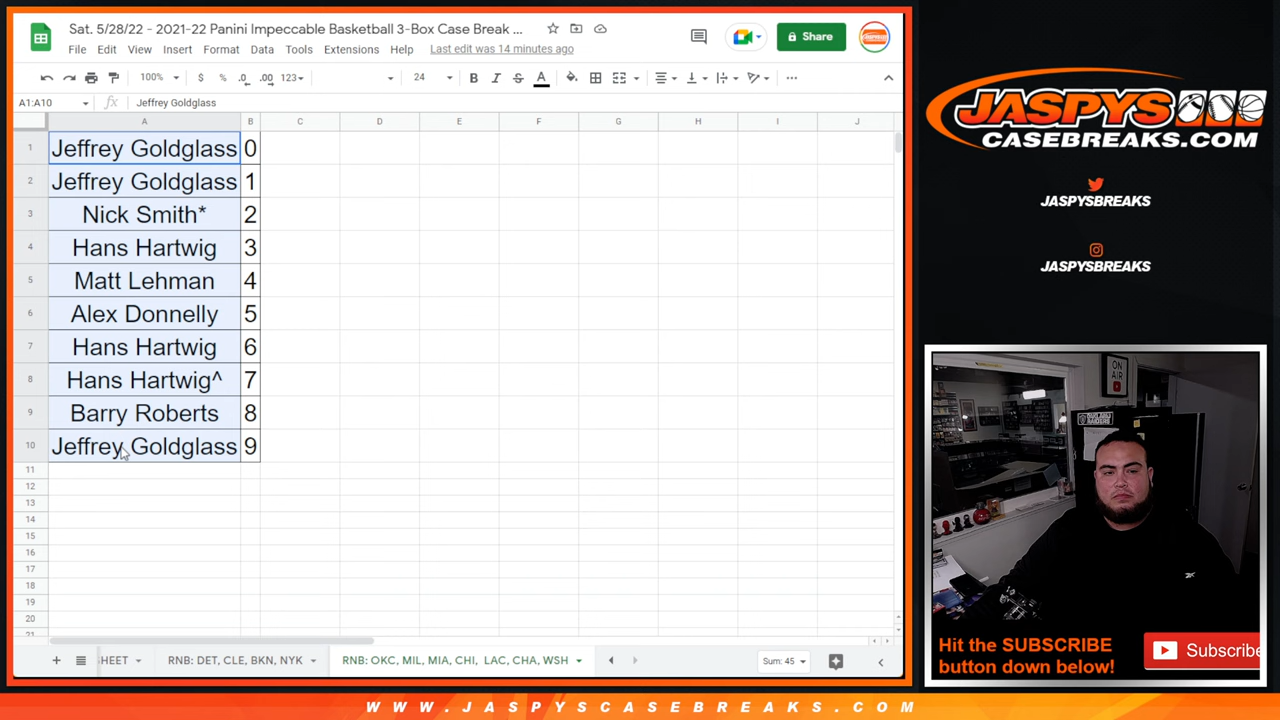 Sat. 5/28/22 - 2021-22 Panini Impeccable Basketball 3-Box Case Break ...
File Edit View Insert Format Data Tools Extensions Help Last edit was 14 minutes ago
Share
100% $ % .0 .00 123 24 B I S A
A1:A10 fx Jeffrey Goldglass
A B C D E F G H I J
1 Jeffrey Goldglass 0
2 Jeffrey Goldglass 1
3 Nick Smith* 2
4 Hans Hartwig 3
5 Matt Lehman 4
6 Alex Donnelly 5
7 Hans Hartwig 6
8 Hans Hartwig^ 7
9 Barry Roberts 8
10 Jeffrey Goldglass 9
11
12
13
14
15
16
17
18
19
20
21
HEET RNB: DET, CLE, BKN, NYK RNB: OKC, MIL, MIA, CHI, LAC, CHA, WSH Sum: 45
JASPYS
CASEBREAKS.COM
JASPYSBREAKS
JASPYSBREAKS
ON
AIR
Hit the SUBSCRIBE
button down below!
Subscribe
WWW.JASPYSCASEBREAKS.COM